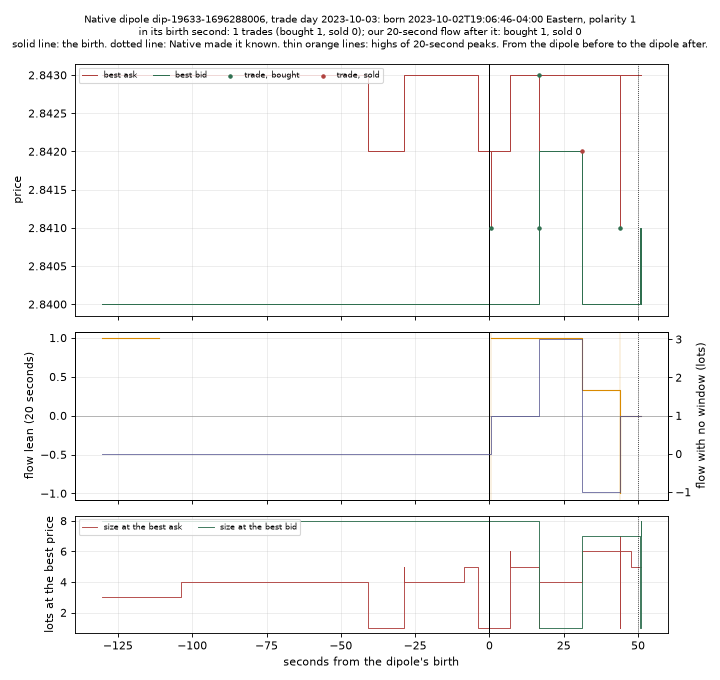 Native dipole dip-19633-1696288006, trade day 2023-10-03: born 2023-10-02T19:06:46-04:00 Eastern, polarity 1
in its birth second: 1 trades (bought 1, sold 0); our 20-second flow after it: bought 1, sold 0
solid line: the birth. dotted line: Native made it known. thin orange lines: highs of 20-second peaks. From the dipole before to the dipole after.
best ask best bid trade, bought trade, sold
2.8430
2.8425
2.8420
2.8415
2.8410
2.8405
2.8400
price
1.0
0.5
0.0
−0.5
−1.0
flow lean (20 seconds)
3
2
1
0
−1
flow with no window (lots)
size at the best ask size at the best bid
8
6
4
2
lots at the best price
−125 −100 −75 −50 −25 0 25 50
seconds from the dipole's birth